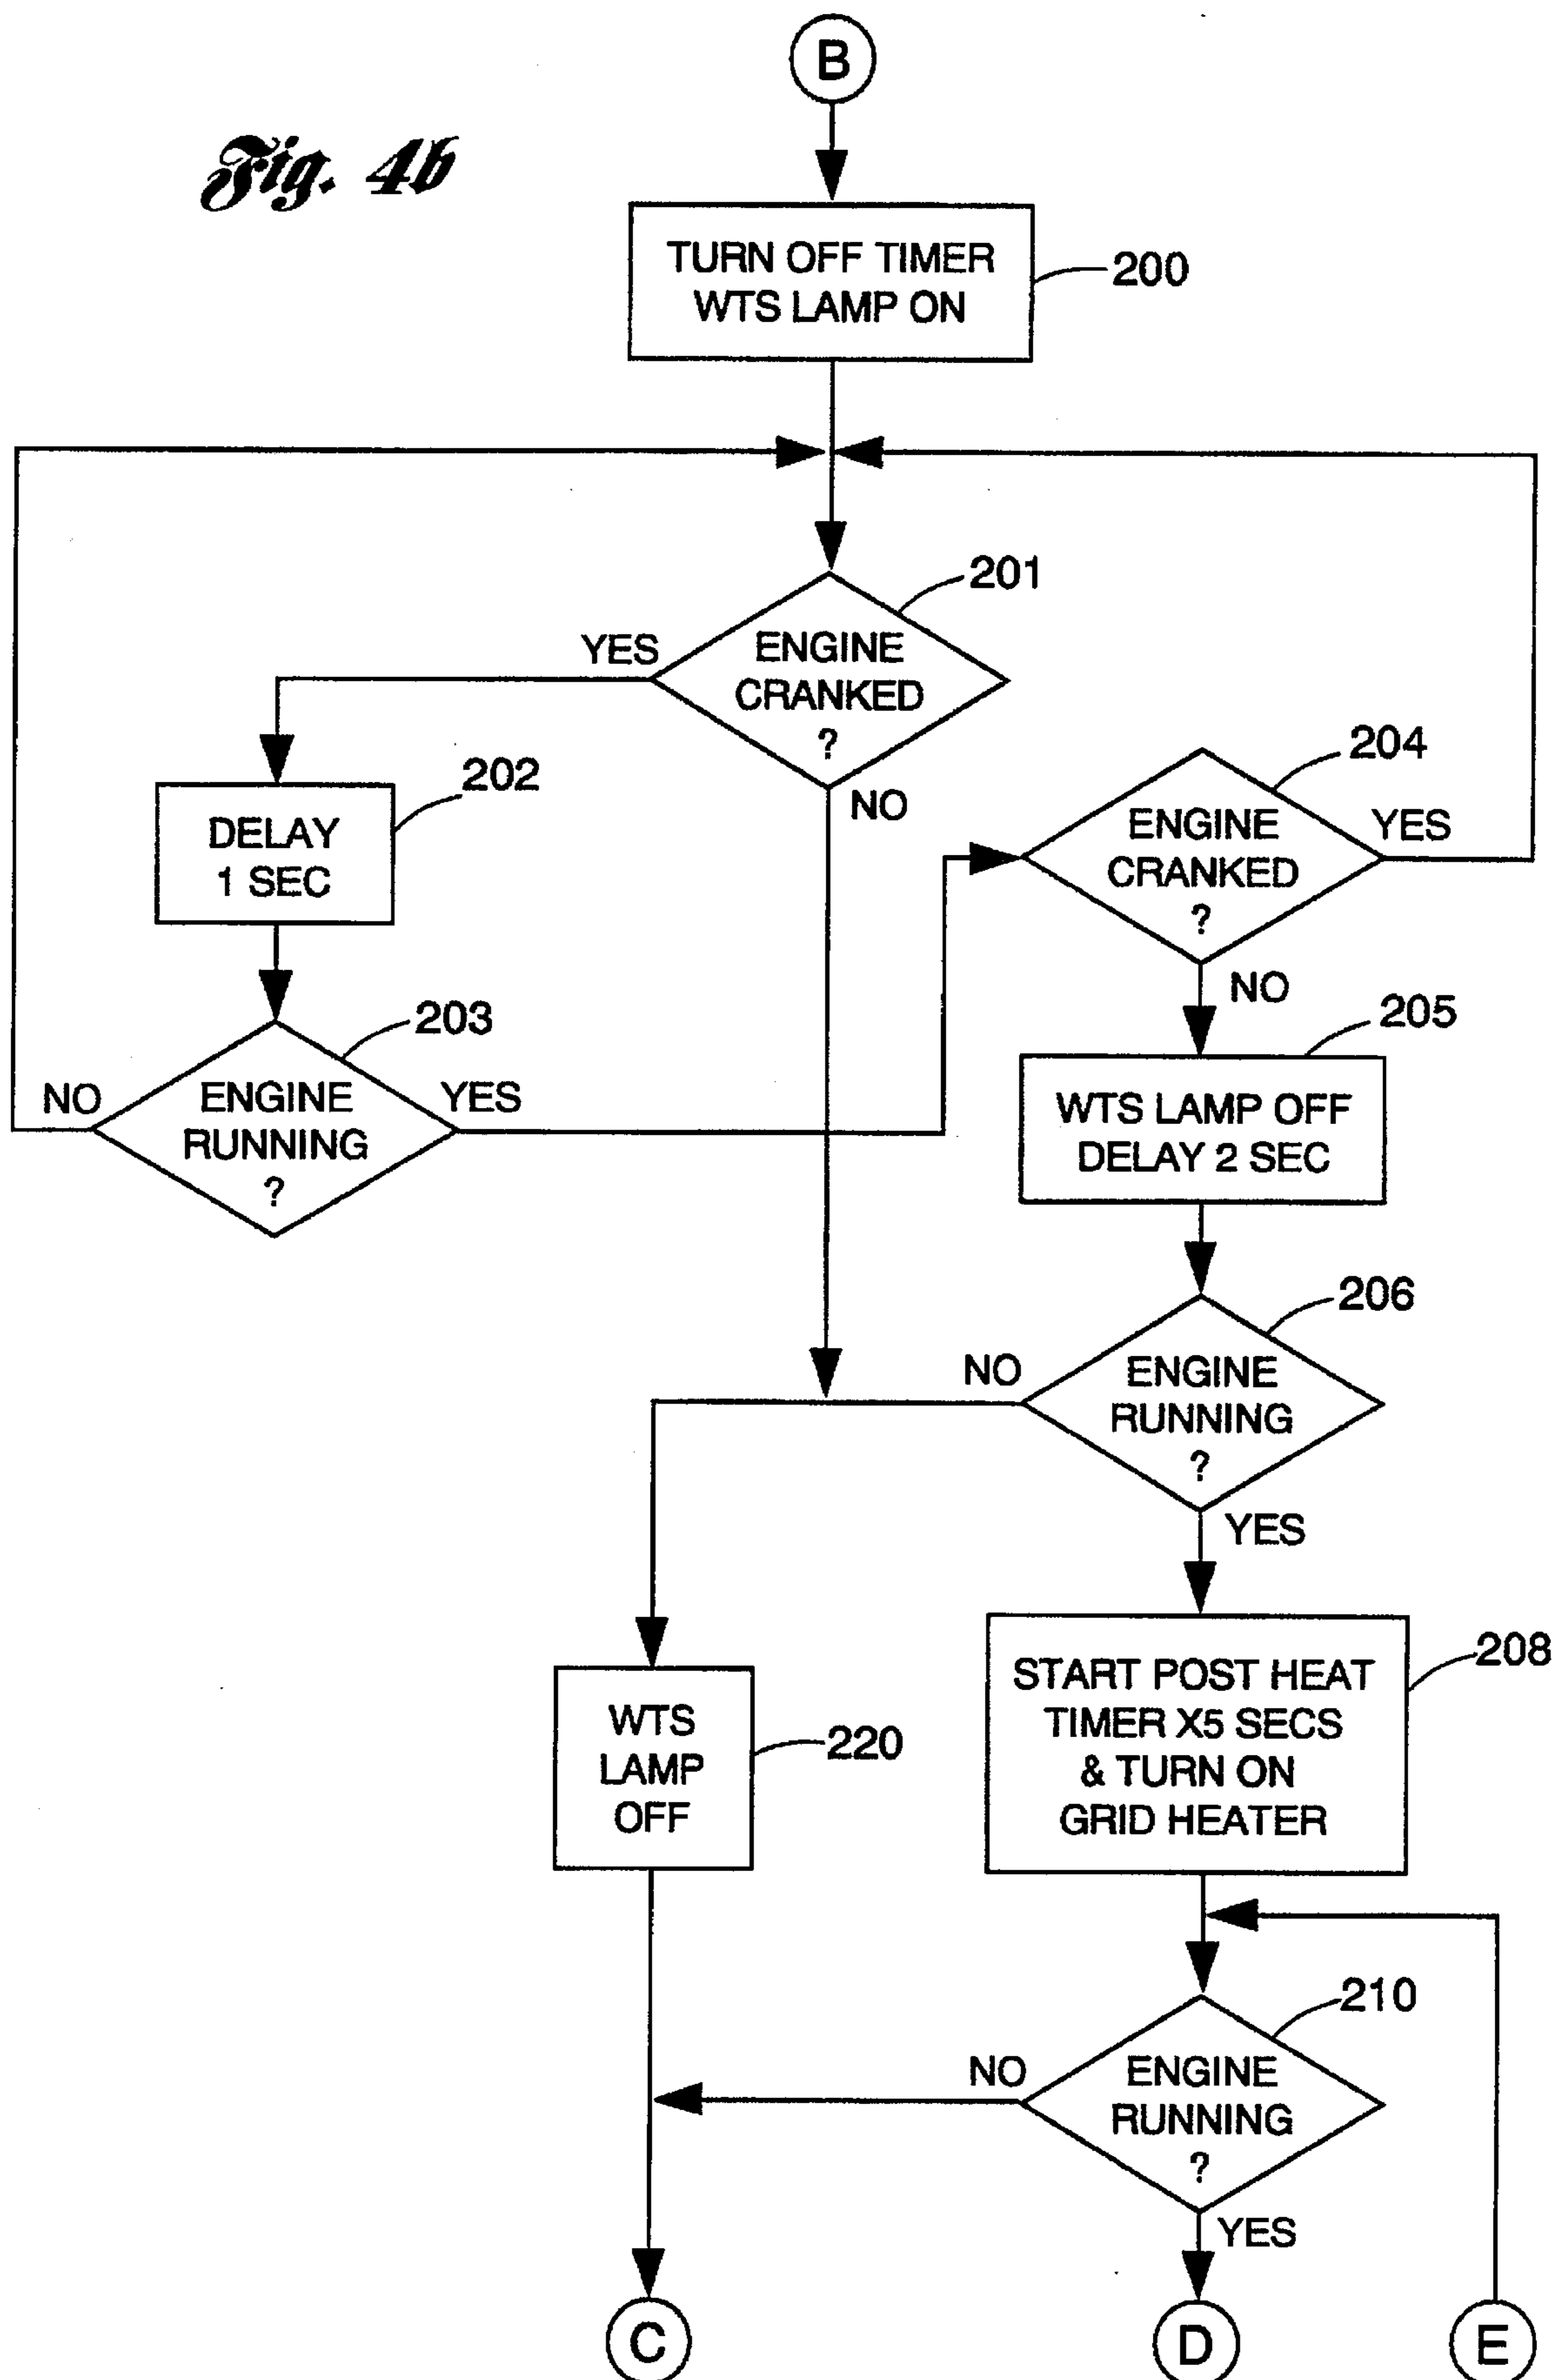 B
Fig. 4b
TURN OFF TIMER
WTS LAMP ON
200
201
YES
ENGINE
CRANKED
?
NO
202
DELAY
1 SEC
204
ENGINE
CRANKED
?
YES
NO
203
NO
ENGINE
RUNNING
?
YES
205
WTS LAMP OFF
DELAY 2 SEC
206
NO
ENGINE
RUNNING
?
YES
208
START POST HEAT
TIMER X5 SECS
& TURN ON
GRID HEATER
WTS
LAMP
OFF
220
210
NO
ENGINE
RUNNING
?
YES
C
D
E